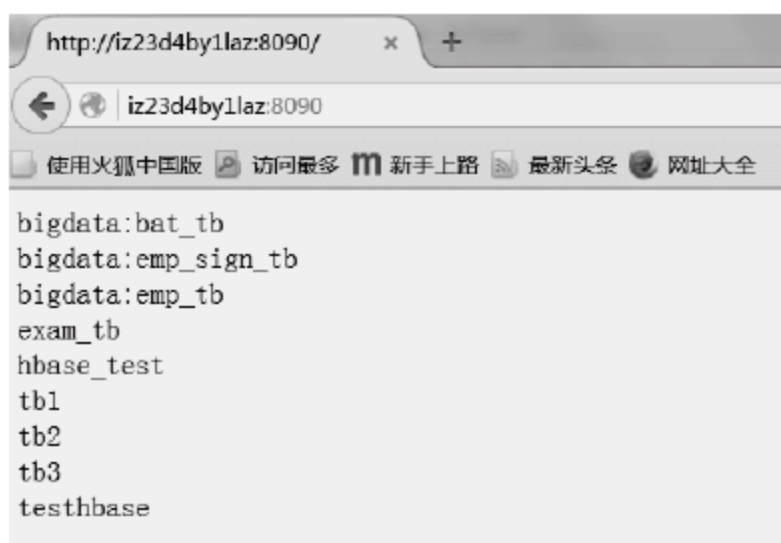 http://iz23d4by1laz:8090/ × +
iz23d4by1laz:8090
使用火狐中国版 访问最多 新手上路 最新头条 网址大全
bigdata:bat_tb
bigdata:emp_sign_tb
bigdata:emp_tb
exam_tb
hbase_test
tb1
tb2
tb3
testhbase